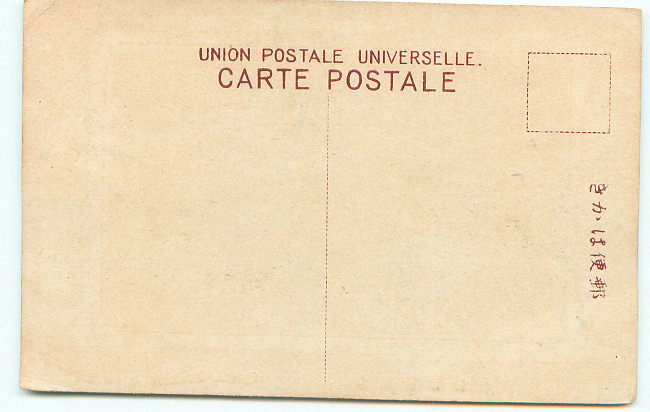 UNION POSTALE UNIVERSELLE.
CARTE POSTALE
きかは便郵